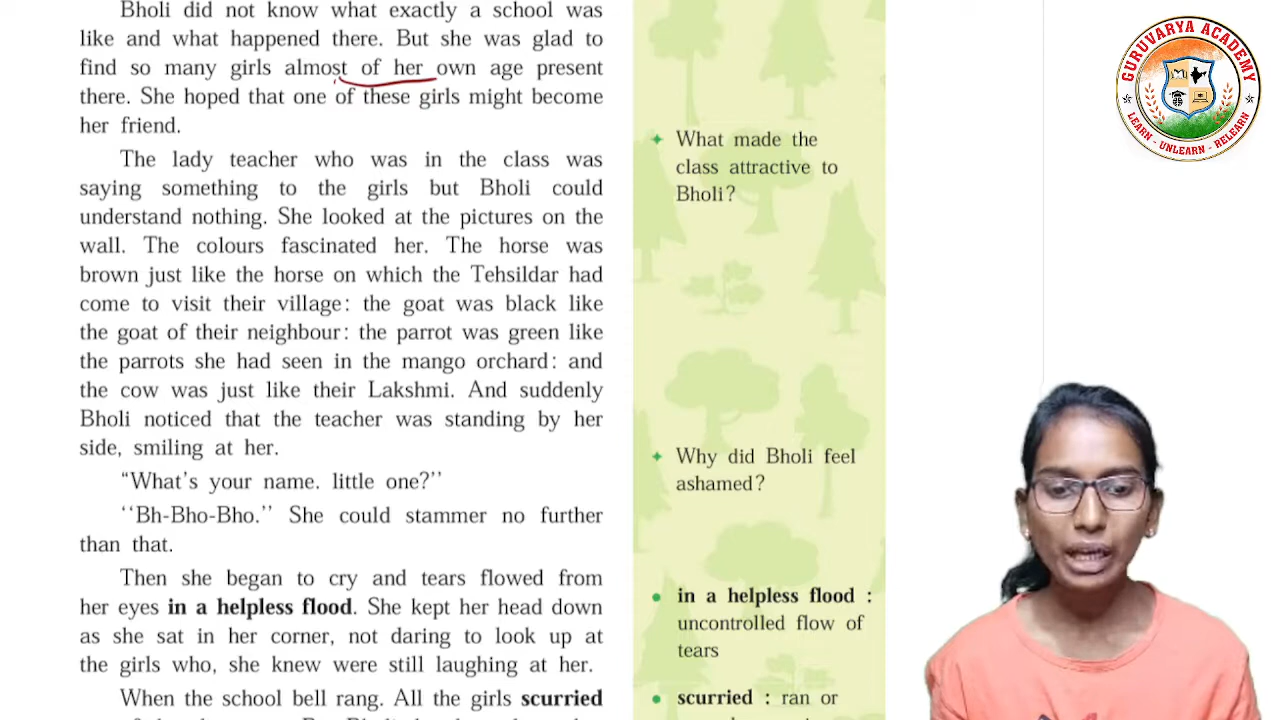 Bholi did not know what exactly a school was
like and what happened there. But she was glad to
find so many girls almost of her own age present
there. She hoped that one of these girls might become
her friend.
The lady teacher who was in the class was
saying something to the girls but Bholi could
understand nothing. She looked at the pictures on the
wall. The colours fascinated her. The horse was
brown just like the horse on which the Tehsildar had
come to visit their village: the goat was black like
the goat of their neighbour: the parrot was green like
the parrots she had seen in the mango orchard: and
the cow was just like their Lakshmi. And suddenly
Bholi noticed that the teacher was standing by her
side, smiling at her.
“What's your name. little one?’’
‘‘Bh-Bho-Bho.’’ She could stammer no further
than that.
Then she began to cry and tears flowed from
her eyes in a helpless flood. She kept her head down
as she sat in her corner, not daring to look up at
the girls who, she knew were still laughing at her.
When the school bell rang. All the girls scurried
What made the
class attractive to
Bholi?
Why did Bholi feel
ashamed?
in a helpless flood :
uncontrolled flow of
tears
scurried : ran or
GURUVARYA ACADEMY
LEARN - UNLEARN - RELEARN